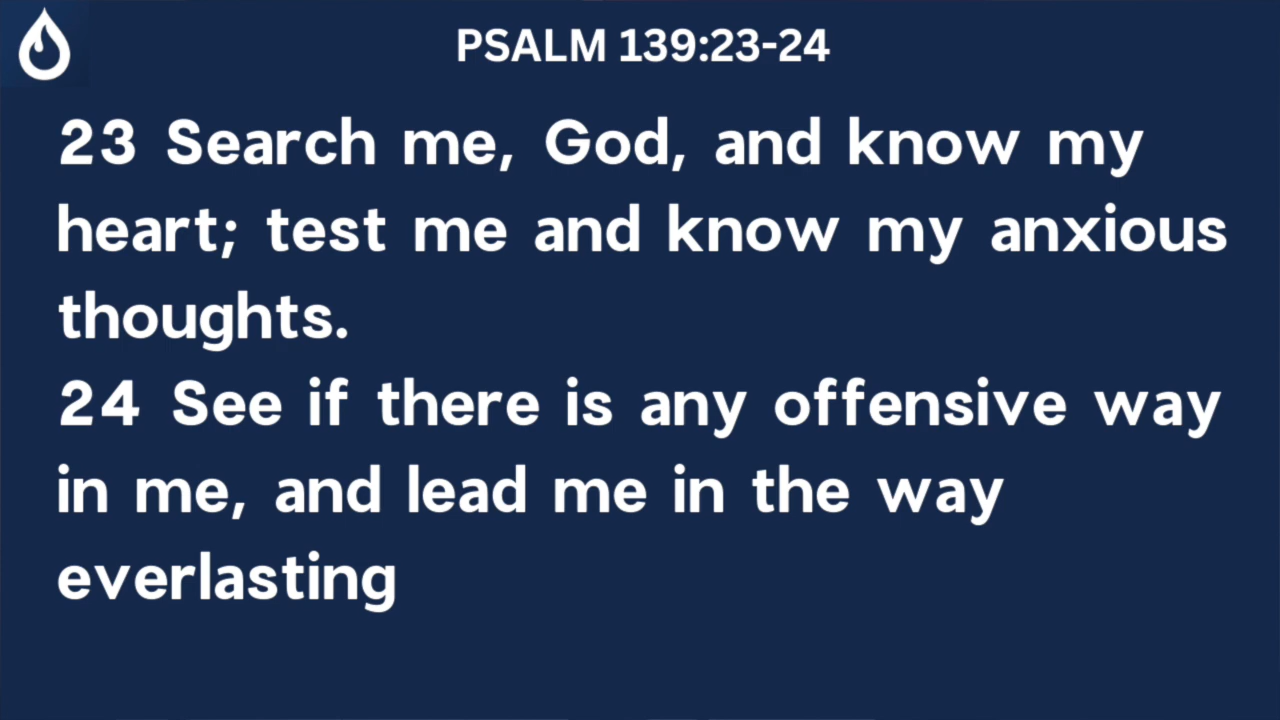 PSALM 139:23-24
23 Search me, God, and know my
heart; test me and know my anxious
thoughts.
24 See if there is any offensive way
in me, and lead me in the way
everlasting